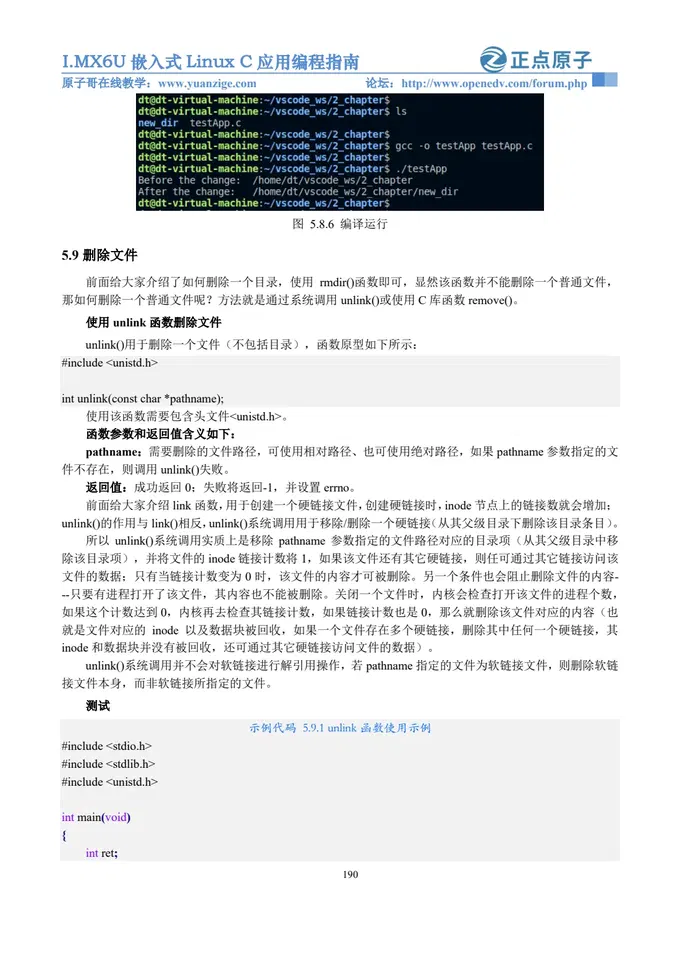 I.MX6U 嵌入式 Linux C 应用编程指南
正点原子
原子哥在线教学：www.yuanzige.com 论坛：http://www.openedv.com/forum.php
dt@dt-virtual-machine:~/vscode_ws/2_chapter$
dt@dt-virtual-machine:~/vscode_ws/2_chapter$ ls
new_dir testApp.c
dt@dt-virtual-machine:~/vscode_ws/2_chapter$
dt@dt-virtual-machine:~/vscode_ws/2_chapter$ gcc -o testApp testApp.c
dt@dt-virtual-machine:~/vscode_ws/2_chapter$
dt@dt-virtual-machine:~/vscode_ws/2_chapter$ ./testApp
Before the change: /home/dt/vscode_ws/2_chapter
After the change: /home/dt/vscode_ws/2_chapter/new_dir
dt@dt-virtual-machine:~/vscode_ws/2_chapter$
图 5.8.6 编译运行
5.9 删除文件
前面给大家介绍了如何删除一个目录，使用 rmdir()函数即可，显然该函数并不能删除一个普通文件，
那如何删除一个普通文件呢？方法就是通过系统调用 unlink()或使用 C 库函数 remove()。
使用 unlink 函数删除文件
unlink()用于删除一个文件（不包括目录），函数原型如下所示：
#include <unistd.h>
int unlink(const char *pathname);
使用该函数需要包含头文件<unistd.h>。
函数参数和返回值含义如下：
pathname：需要删除的文件路径，可使用相对路径、也可使用绝对路径，如果 pathname 参数指定的文
件不存在，则调用 unlink()失败。
返回值：成功返回 0；失败将返回-1，并设置 errno。
前面给大家介绍 link 函数，用于创建一个硬链接文件，创建硬链接时，inode 节点上的链接数就会增加；
unlink()的作用与 link()相反，unlink()系统调用用于移除/删除一个硬链接（从其父级目录下删除该目录条目）。
所以 unlink()系统调用实质上是移除 pathname 参数指定的文件路径对应的目录项（从其父级目录中移
除该目录项），并将文件的 inode 链接计数将 1，如果该文件还有其它硬链接，则任可通过其它链接访问该
文件的数据；只有当链接计数变为 0 时，该文件的内容才可被删除。另一个条件也会阻止删除文件的内容-
--只要有进程打开了该文件，其内容也不能被删除。关闭一个文件时，内核会检查打开该文件的进程个数，
如果这个计数达到 0，内核再去检查其链接计数，如果链接计数也是 0，那么就删除该文件对应的内容（也
就是文件对应的 inode 以及数据块被回收，如果一个文件存在多个硬链接，删除其中任何一个硬链接，其
inode 和数据块并没有被回收，还可通过其它硬链接访问文件的数据）。
unlink()系统调用并不会对软链接进行解引用操作，若 pathname 指定的文件为软链接文件，则删除软链
接文件本身，而非软链接所指定的文件。
测试
示例代码 5.9.1 unlink 函数使用示例
#include <stdio.h>
#include <stdlib.h>
#include <unistd.h>
int main(void)
{
int ret;
190